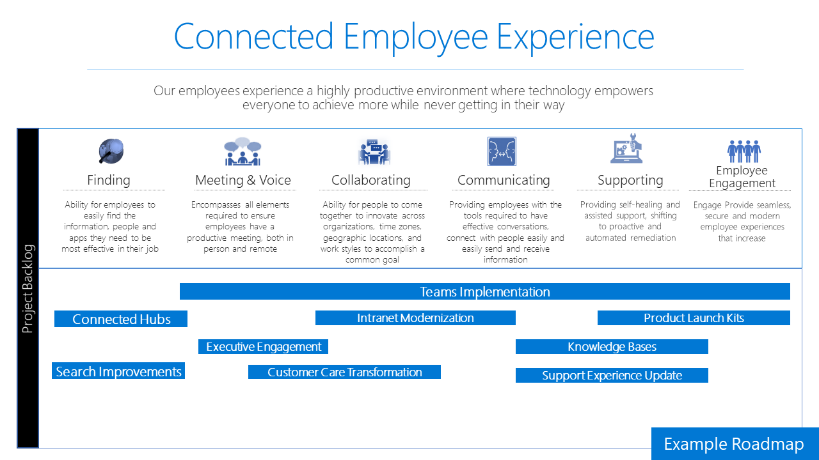 Connected Employee Experience
Our employees experience a highly productive environment where technology empowers
everyone to achieve more while never getting in their way
Project Backlog
Finding
Ability for employees to
easily find the
information, people and
apps they need to be
most effective in their job
Meeting & Voice
Encompasses all elements
required to ensure
employees have a
productive meeting, both in
person and remote
Collaborating
Ability for people to come
together to innovate across
organizations, time zones,
geographic locations, and
work styles to accomplish a
common goal
Communicating
Providing employees with the
tools required to have
effective conversations,
connect with people easily and
easily send and receive
information
Supporting
Providing self-healing and
assisted support, shifting
to proactive and
automated remediation
Employee
Engagement
Engage Provide seamless,
secure and modern
employee experiences
that increase
Teams Implementation
Connected Hubs
Intranet Modernization
Product Launch Kits
Executive Engagement
Knowledge Bases
Search Improvements
Customer Care Transformation
Support Experience Update
Example Roadmap